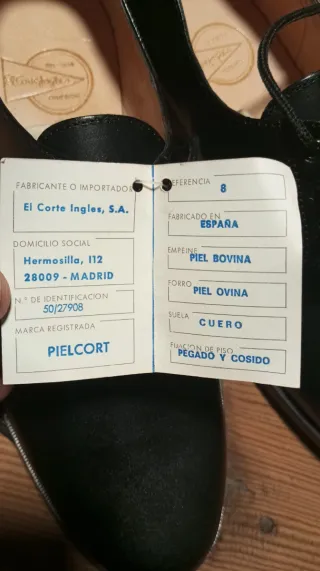 FABRICANTE O IMPORTADOR
El Corte Ingles, S.A.
DOMICILIO SOCIAL
Hermosilla, 112
28009 - MADRID
N.º DE IDENTIFICACION
50/27908
MARCA REGISTRADA
PIELCORT
REFERENCIA
8
FABRICADO EN
ESPAÑA
EMPEINE
PIEL BOVINA
FORRO
PIEL OVINA
SUELA
CUERO
FIJACION DE PISO
PEGADO Y COSIDO